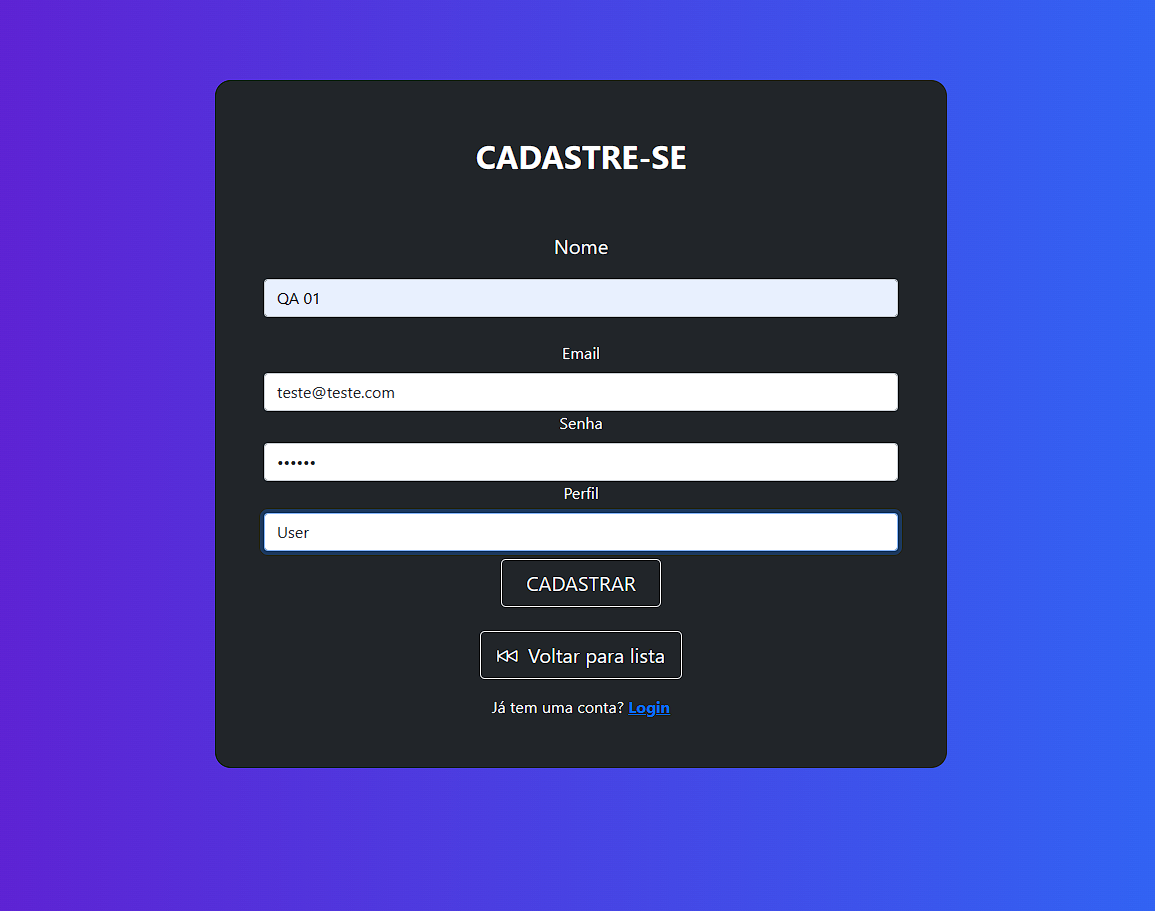 CADASTRE-SE
Nome
QA 01
Email
teste@teste.com
Senha
••••••
Perfil
User
CADASTRAR
Voltar para lista
Já tem uma conta? Login